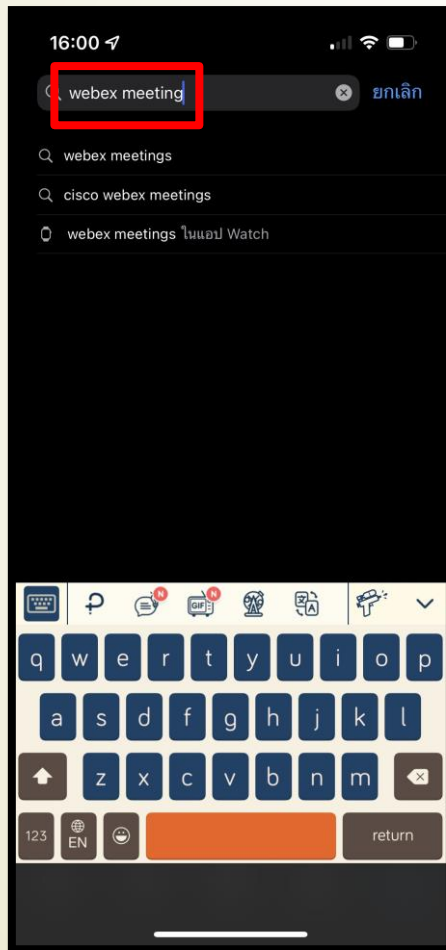 16:00
webex meeting
ยกเลิก
webex meetings
cisco webex meetings
webex meetings ในแอป Watch
N
N
GIF
A
q w e r t y u i o p
a s d f g h j k l
z x c v b n m
123 EN return